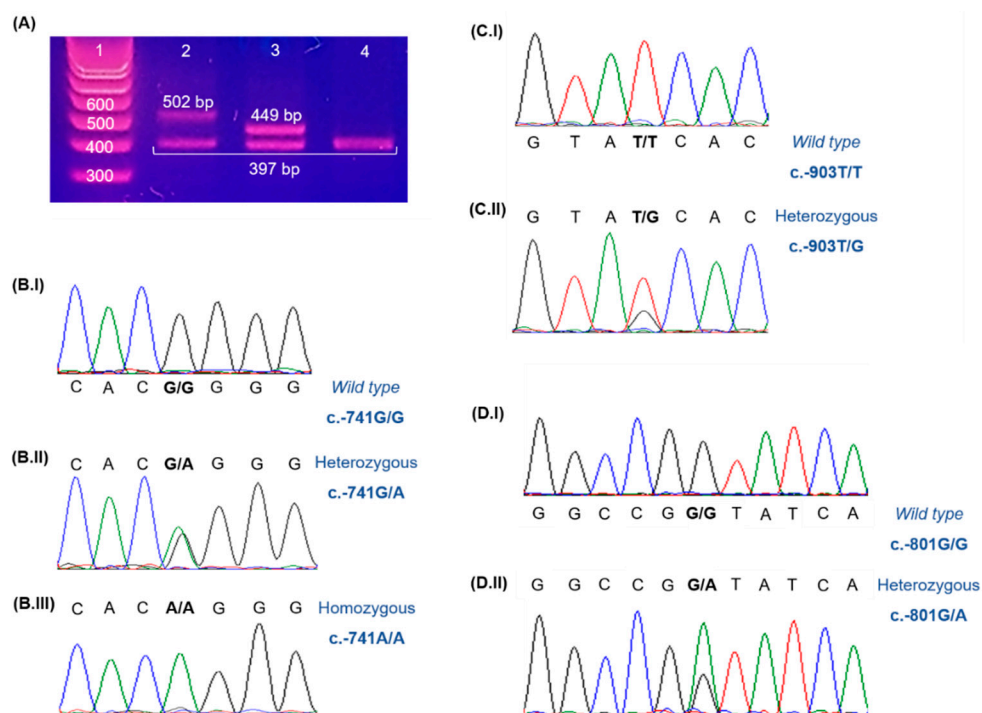 (A)
1 2 3 4
600
502 bp
500
449 bp
400
397 bp
300
(B.I)
C A C G/G G G G
Wild type
c.-741G/G
(B.II)
C A C G/A G G G
Heterozygous
c.-741G/A
(B.III)
C A C A/A G G G
Homozygous
c.-741A/A
(C.I)
G T A T/T C A C
Wild type
c.-903T/T
(C.II)
G T A T/G C A C
Heterozygous
c.-903T/G
(D.I)
G G C C G G/G T A T C A
Wild type
c.-801G/G
(D.II)
G G C C G G/A T A T C A
Heterozygous
c.-801G/A